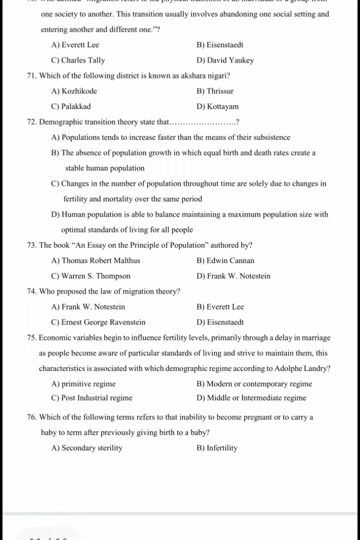 one society to another. This transition usually involves abandoning one social setting and
entering another and different one."?
A) Everett Lee B) Eisenstaedt
C) Charles Tally D) David Yaukey
71. Which of the following district is known as akshara nigari?
A) Kozhikode B) Thrissur
C) Palakkad D) Kottayam
72. Demographic transition theory state that……………………..?
A) Populations tends to increase faster than the means of their subsistence
B) The absence of population growth in which equal birth and death rates create a
stable human population
C) Changes in the number of population throughout time are solely due to changes in
fertility and mortality over the same period
D) Human population is able to balance maintaining a maximum population size with
optimal standards of living for all people
73. The book “An Essay on the Principle of Population” authored by?
A) Thomas Robert Malthus B) Edwin Cannan
C) Warren S. Thompson D) Frank W. Notestein
74. Who proposed the law of migration theory?
A) Frank W. Notestein B) Everett Lee
C) Ernest George Ravenstein D) Eisenstaedt
75. Economic variables begin to influence fertility levels, primarily through a delay in marriage
as people become aware of particular standards of living and strive to maintain them, this
characteristics is associated with which demographic regime according to Adolphe Landry?
A) primitive regime B) Modern or contemporary regime
C) Post Industrial regime D) Middle or Intermediate regime
76. Which of the following terms refers to that inability to become pregnant or to carry a
baby to term after previously giving birth to a baby?
A) Secondary sterility B) Infertility